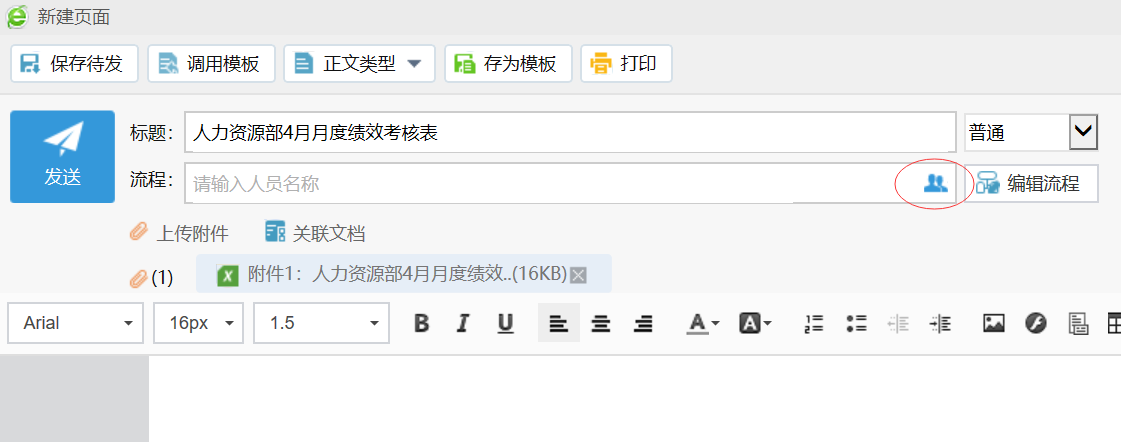 新建页面
保存待发 调用模板 正文类型 存为模板 打印
标题： 人力资源部4月月度绩效考核表 普通
发送 流程： 请输入人员名称 编辑流程
上传附件 关联文档
(1) X 附件1：人力资源部4月月度绩效..(16KB)
Arial 16px 1.5 B I U A A